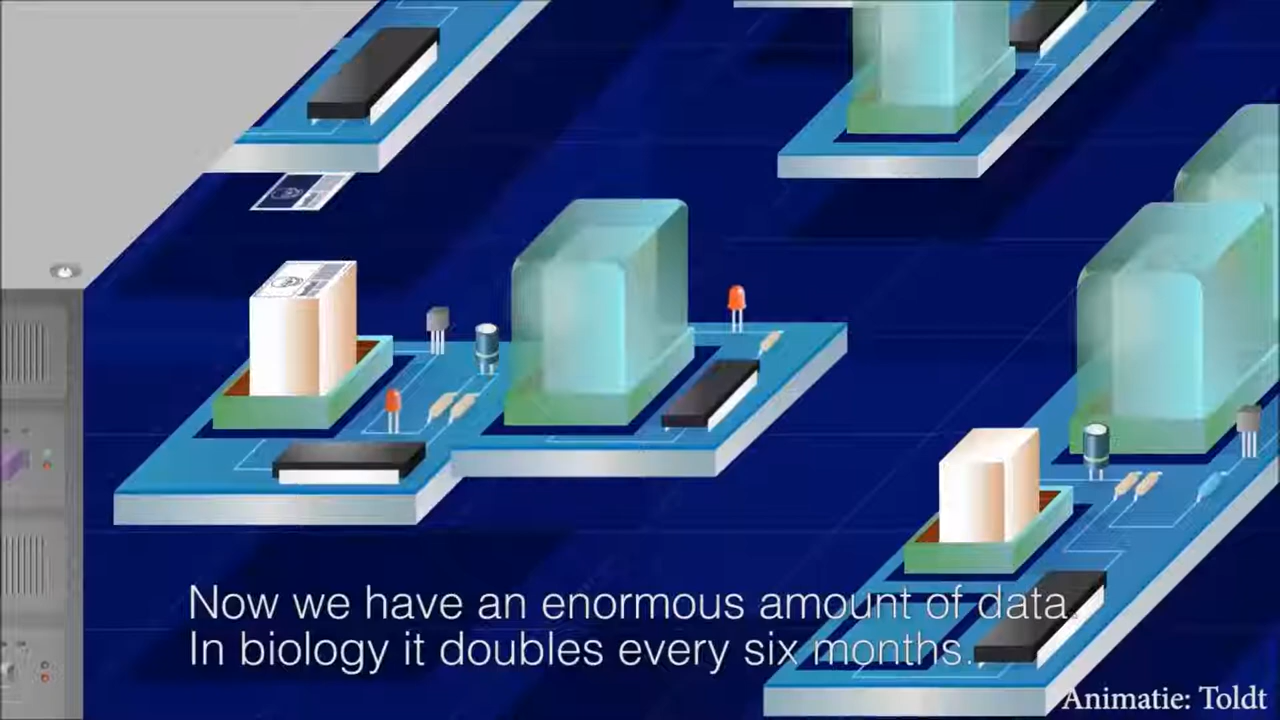 Now we have an enormous amount of data.
In biology it doubles every six months.
Animatie: Toldt